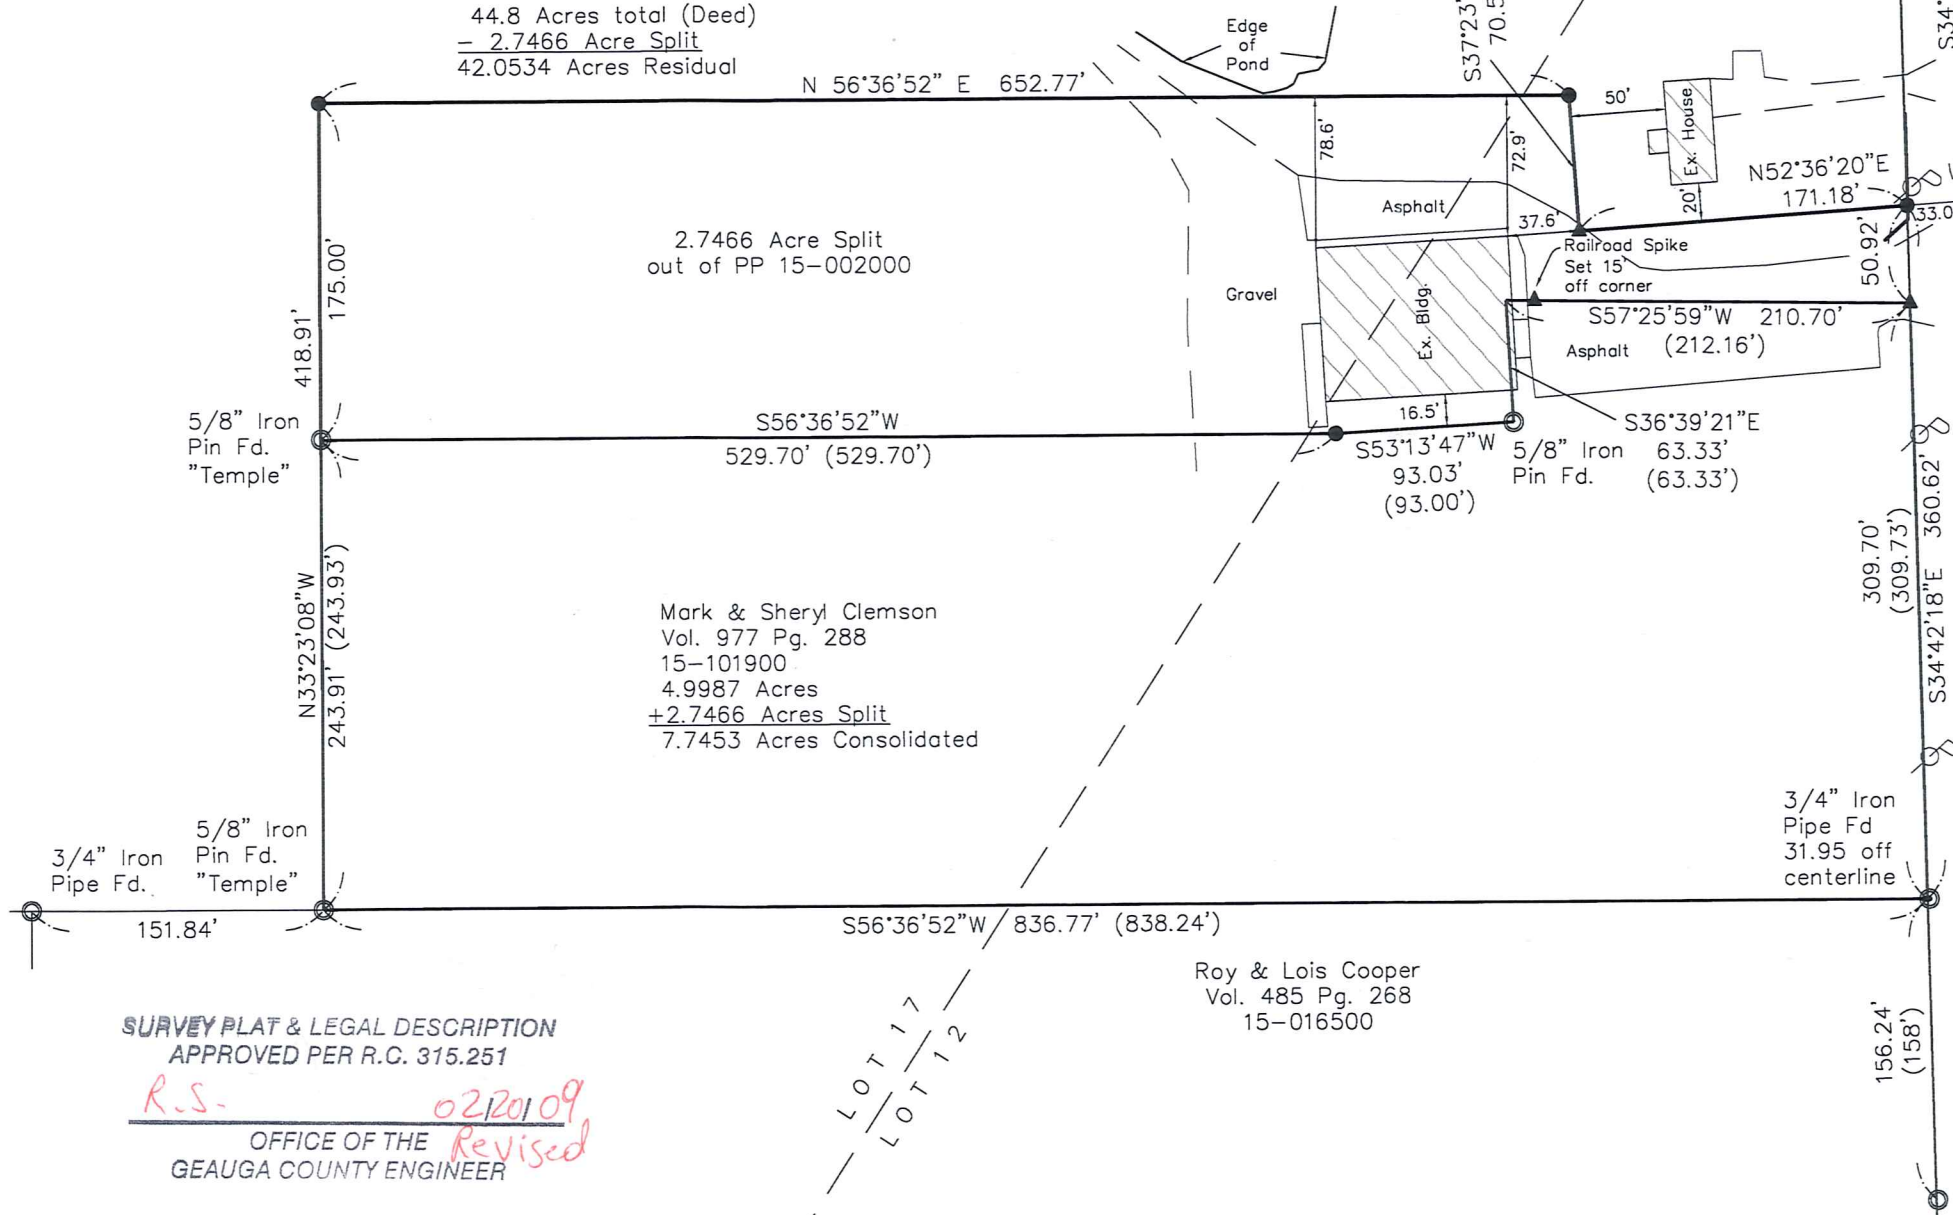 44.8 Acres total (Deed)
- 2.7466 Acre Split
42.0534 Acres Residual
N 56°36'52" E 652.77'
Edge
of
Pond
S37°23'
70.5
S34°
50'
Ex. House
20'
78.6'
72.9'
N52°36'20"E
171.18'
33.0
50.92'
Asphalt
37.6'
Railroad Spike
Set 15'
off corner
2.7466 Acre Split
out of PP 15-002000
Gravel
Ex. Bldg.
S57°25'59"W 210.70'
(212.16')
Asphalt
418.91'
175.00'
5/8" Iron
Pin Fd.
"Temple"
S56°36'52"W
529.70' (529.70')
16.5'
S53°13'47"W
93.03'
(93.00')
5/8" Iron
Pin Fd.
S36°39'21"E
63.33'
(63.33')
309.70'
(309.73')
S34°42'18"E 360.62'
N33°23'08"W
243.91' (243.93')
Mark & Sheryl Clemson
Vol. 977 Pg. 288
15-101900
4.9987 Acres
+2.7466 Acres Split
7.7453 Acres Consolidated
3/4" Iron
Pipe Fd.
5/8" Iron
Pin Fd.
"Temple"
3/4" Iron
Pipe Fd
31.95 off
centerline
151.84'
S56°36'52"W 836.77' (838.24')
Roy & Lois Cooper
Vol. 485 Pg. 268
15-016500
156.24'
(158')
LOT 17
LOT 12
SURVEY PLAT & LEGAL DESCRIPTION
APPROVED PER R.C. 315.251
R.S. 02/20/09
OFFICE OF THE Revised
GEAUGA COUNTY ENGINEER